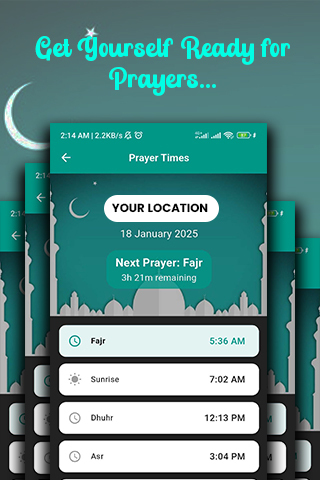 Get Yourself Ready for
Prayers...
2:14 AM | 2.2KB/s
Prayer Times
YOUR LOCATION
18 January 2025
Next Prayer: Fajr
3h 21m remaining
Fajr 5:36 AM
Sunrise 7:02 AM
Dhuhr 12:13 PM
Asr 3:04 PM